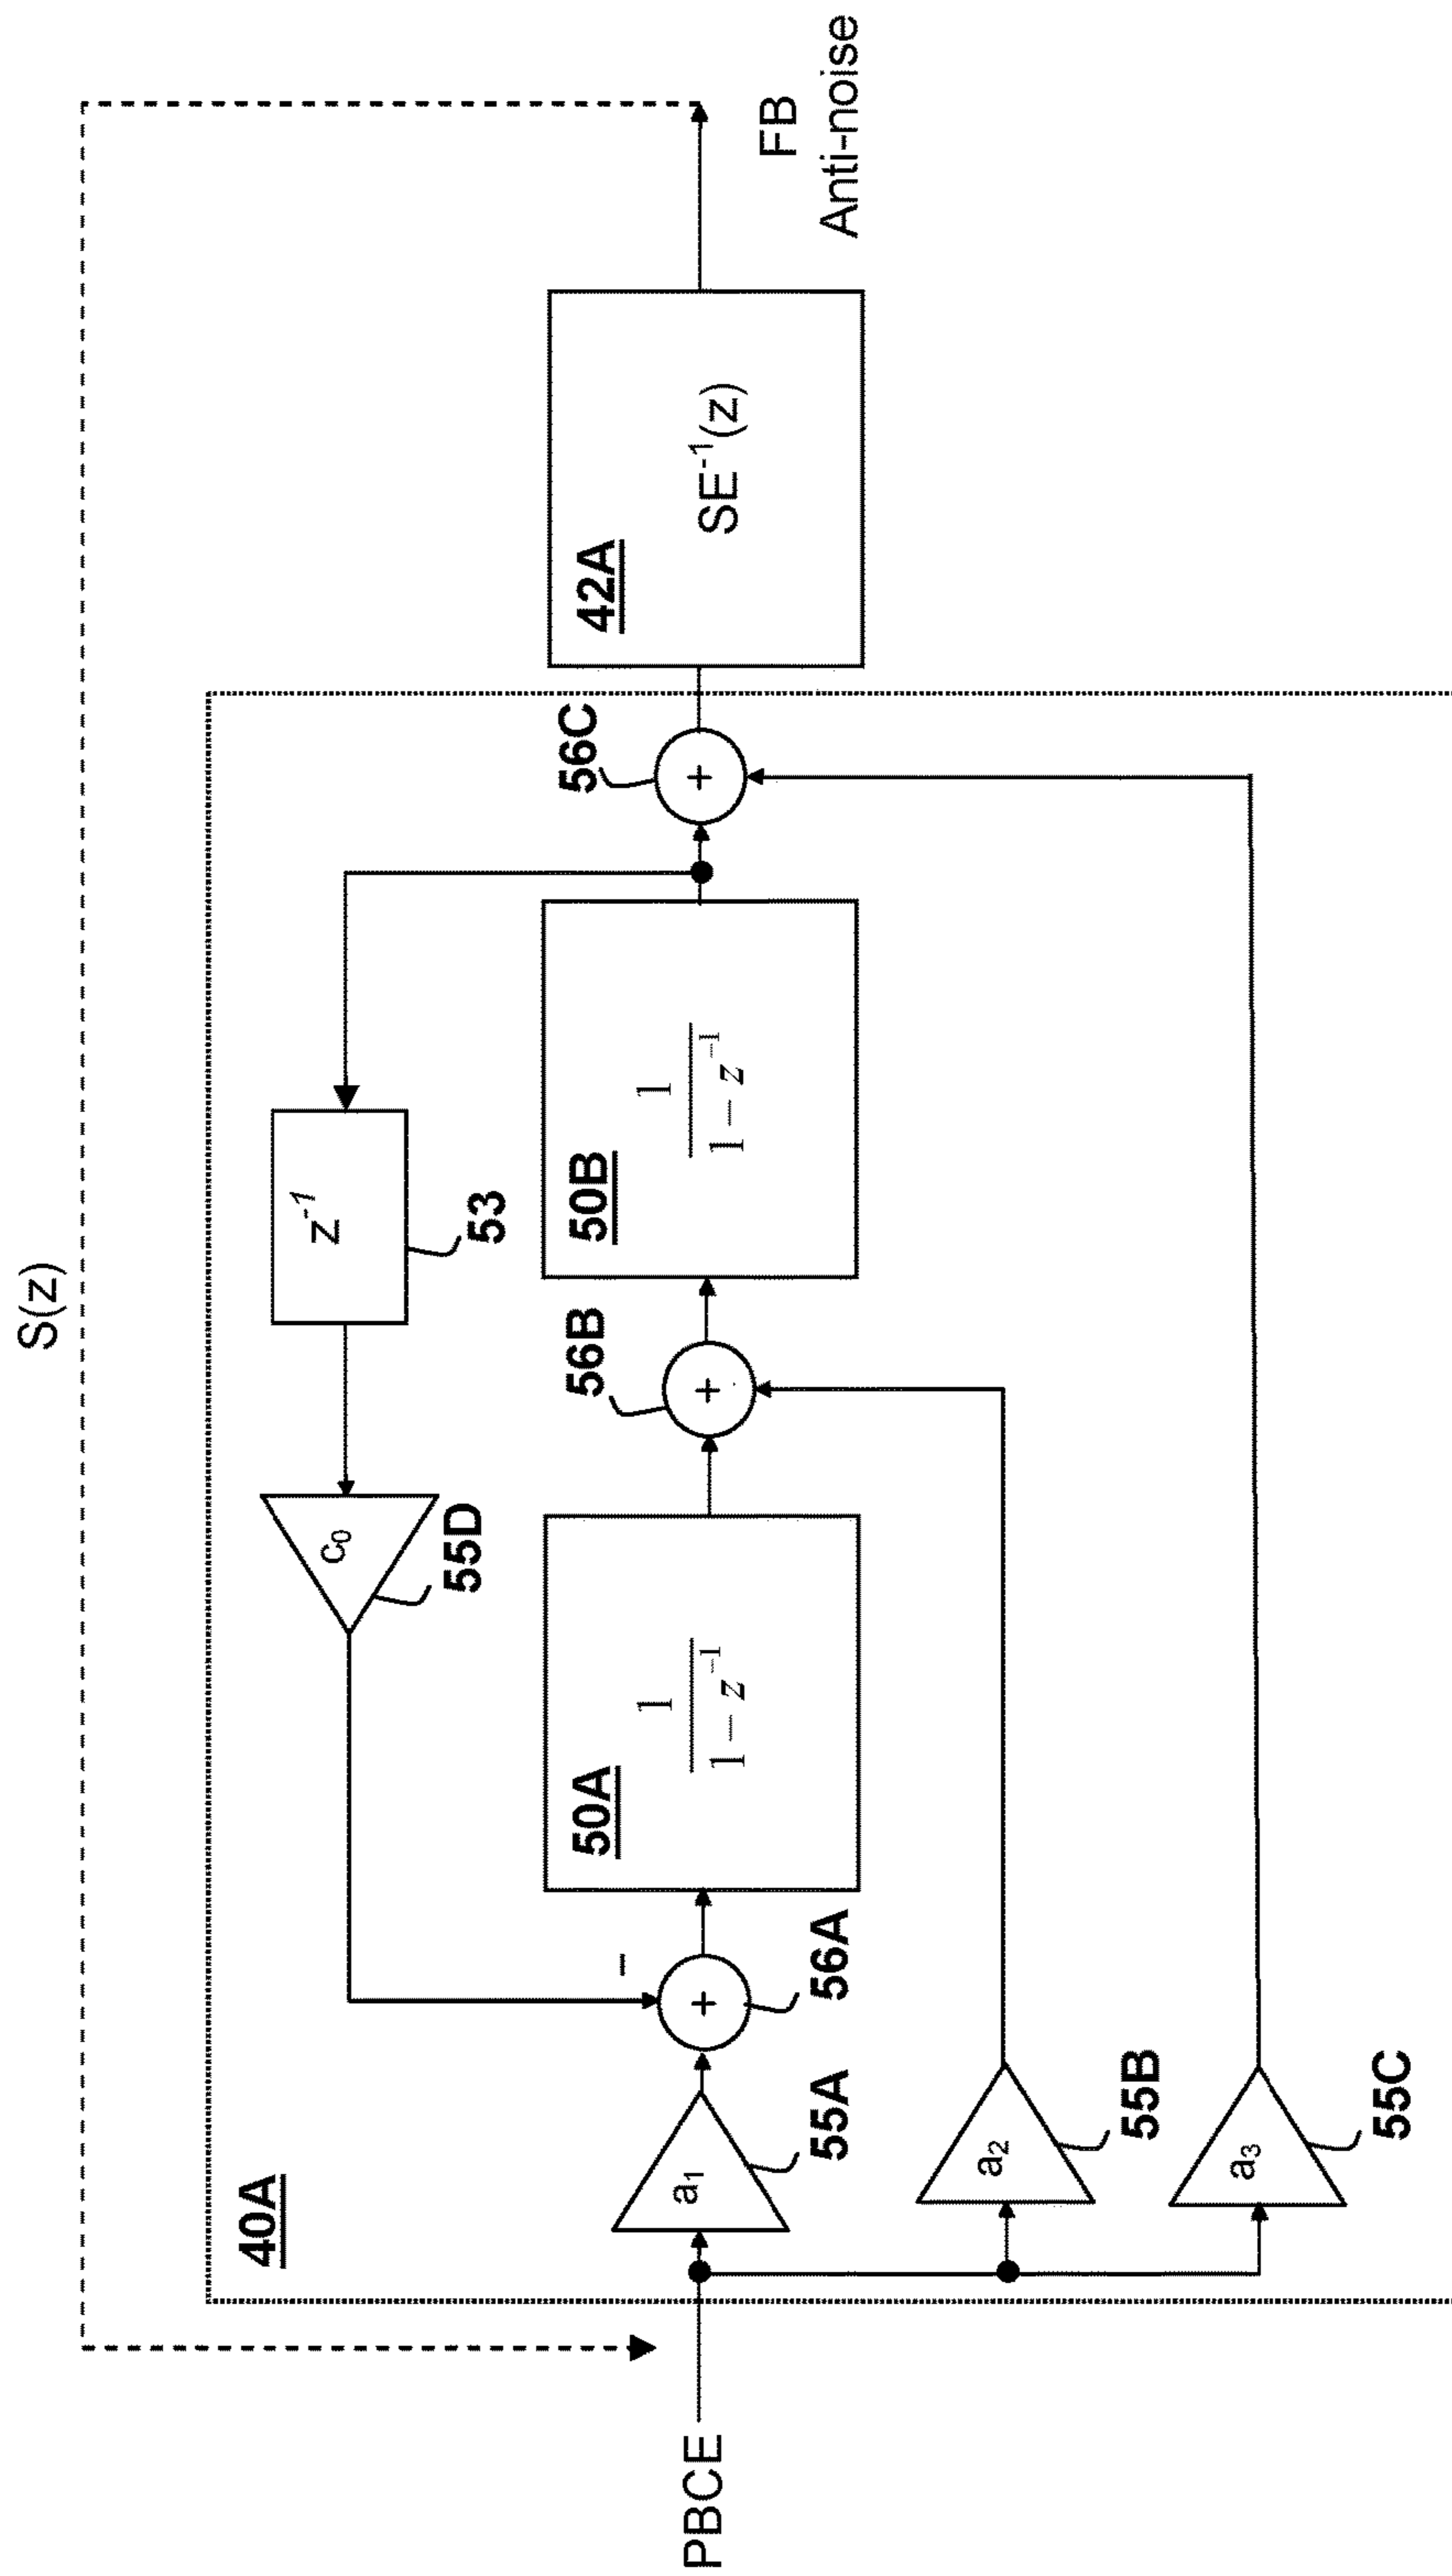 S(z)
40A
z⁻¹
53
c₀
55D
PBCE
a₁
55A
–
+
56A
50A
1
1 – z⁻¹
56B
+
50B
1
1 – z⁻¹
56C
+
42A
SE⁻¹(z)
FB
Anti-noise
a₂
55B
a₃
55C